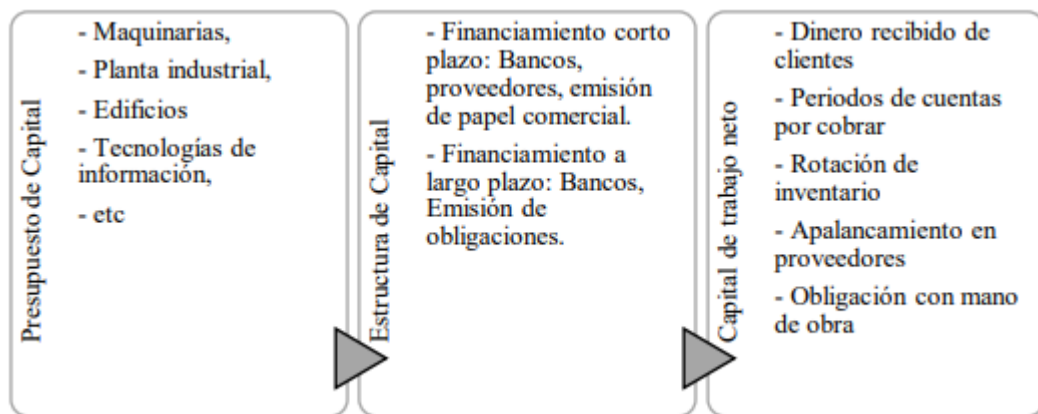 Presupuesto de Capital
- Maquinarias,
- Planta industrial,
- Edificios
- Tecnologías de
información,
- etc
Estructura de Capital
- Financiamiento corto
plazo: Bancos,
proveedores, emisión
de papel comercial.
- Financiamiento a
largo plazo: Bancos,
Emisión de
obligaciones.
Capital de trabajo neto
- Dinero recibido de
clientes
- Periodos de cuentas
por cobrar
- Rotación de
inventario
- Apalancamiento en
proveedores
- Obligación con mano
de obra